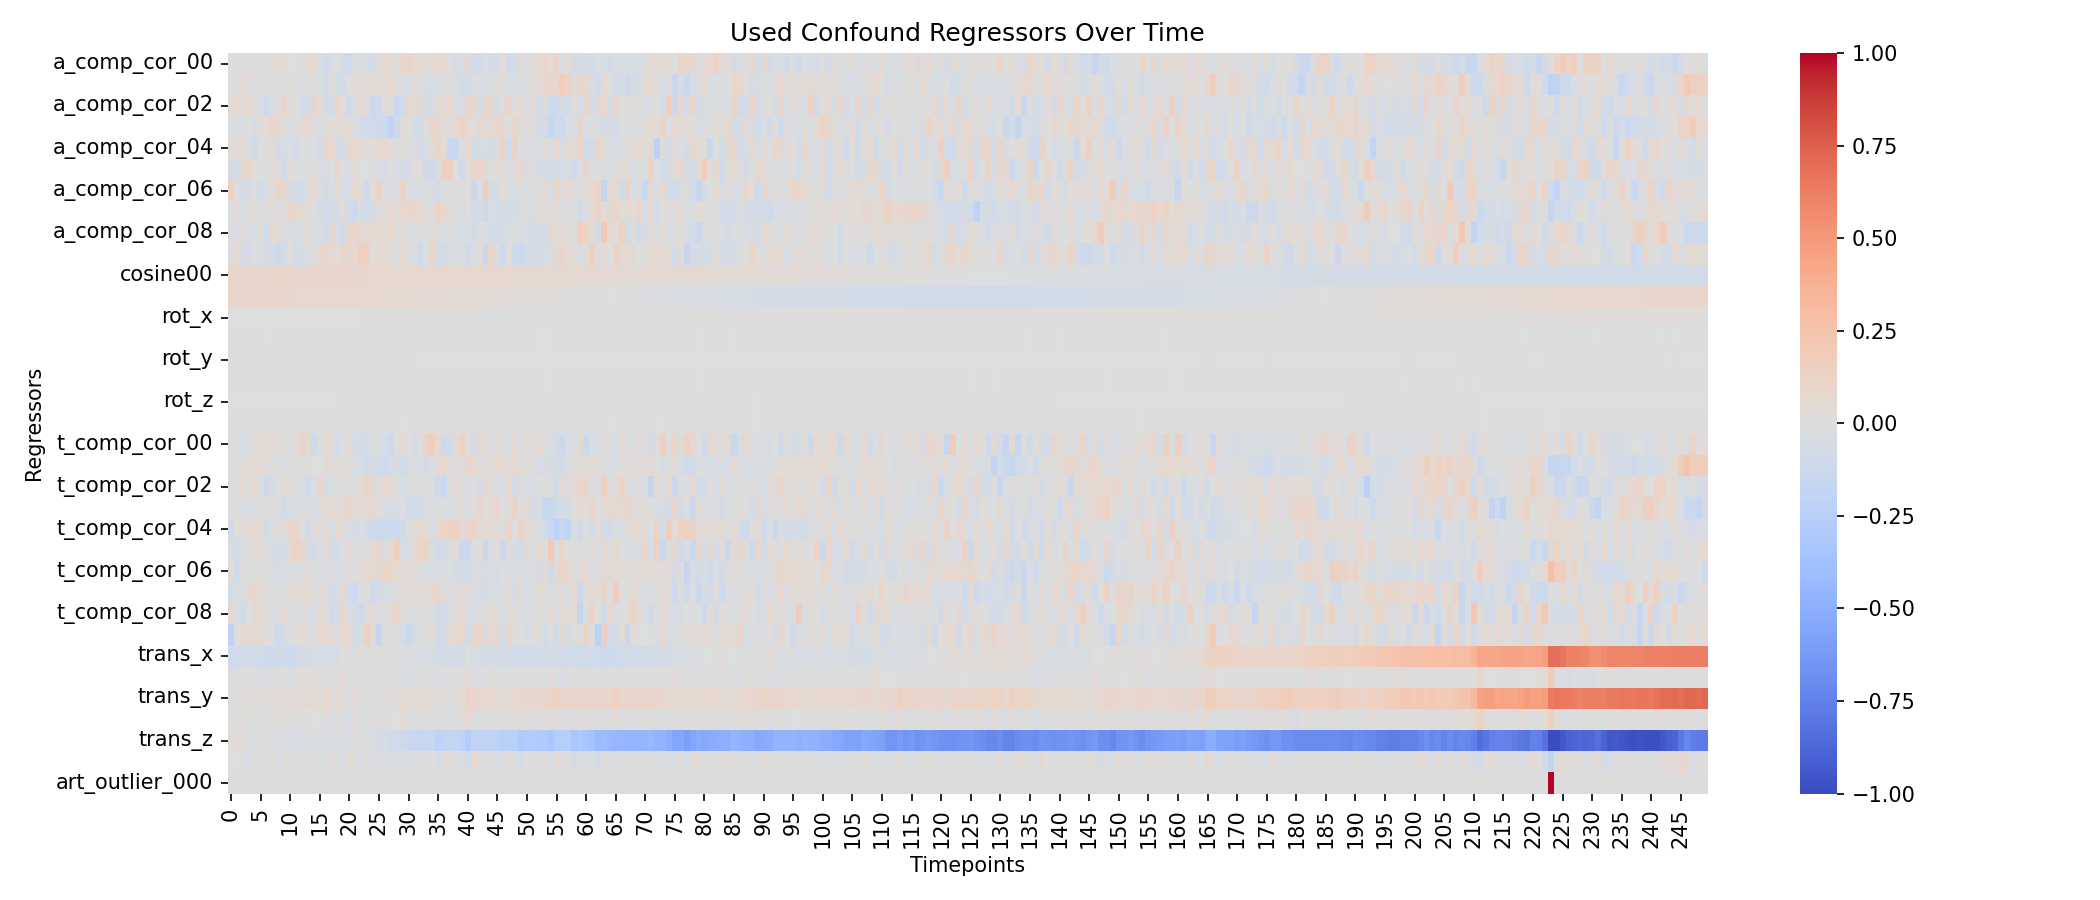 Used Confound Regressors Over Time
a_comp_cor_00
a_comp_cor_02
a_comp_cor_04
a_comp_cor_06
a_comp_cor_08
cosine00
rot_x
rot_y
rot_z
t_comp_cor_00
t_comp_cor_02
t_comp_cor_04
t_comp_cor_06
t_comp_cor_08
trans_x
trans_y
trans_z
art_outlier_000
Regressors
0 5 10 15 20 25 30 35 40 45 50 55 60 65 70 75 80 85 90 95 100 105 110 115 120 125 130 135 140 145 150 155 160 165 170 175 180 185 190 195 200 205 210 215 220 225 230 235 240 245
Timepoints
1.00
0.75
0.50
0.25
0.00
−0.25
−0.50
−0.75
−1.00